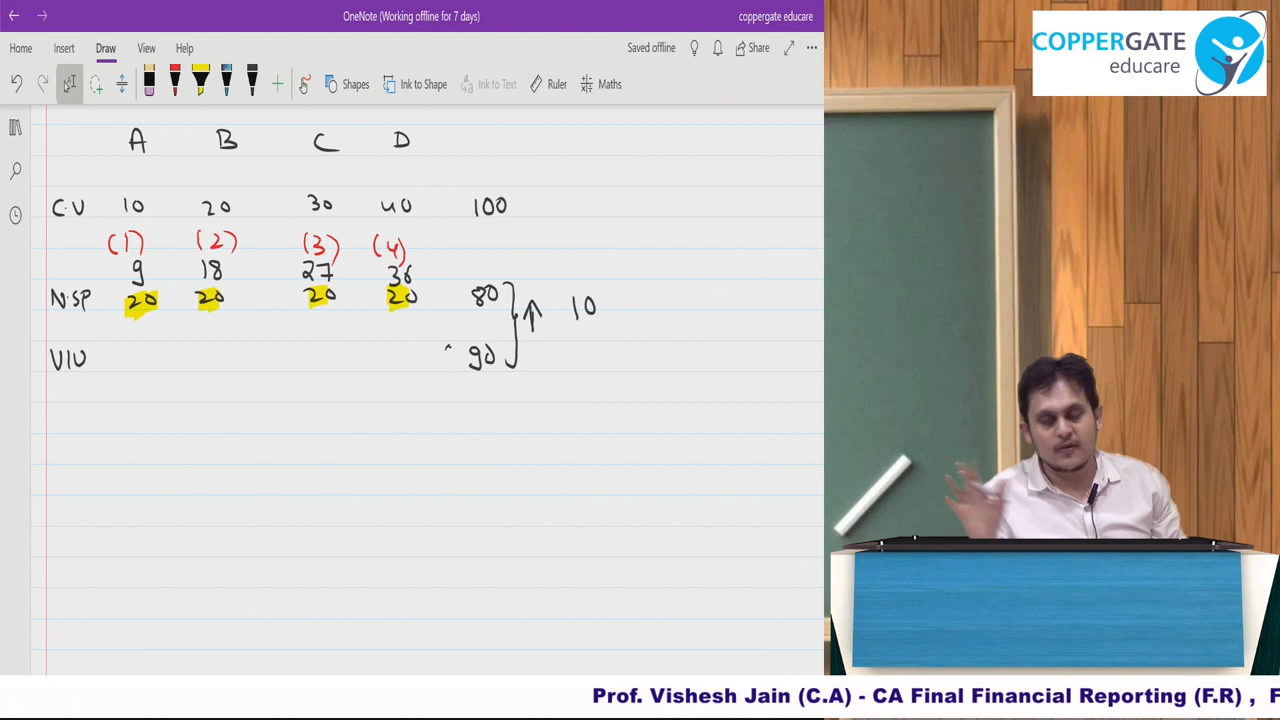 OneNote (Working offline for 7 days)
coppergate educare
Home Insert Draw View Help
Saved offline
Share
Shapes
Ink to Shape
Ink to Text
Ruler
Maths
COPPERGATE
educare
A B C D
C.V 10 20 30 40 100
(1) (2) (3) (4)
9 18 27 36
N.SP 20 20 20 20 80
10
VIU 90
Prof. Vishesh Jain (C.A) - CA Final Financial Reporting (F.R) , F